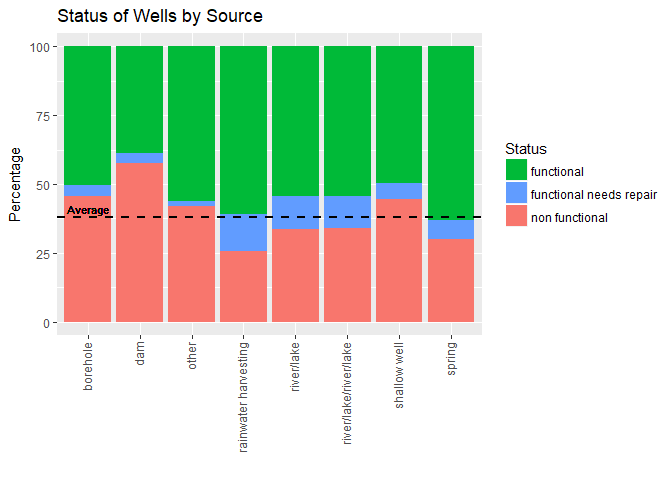 Status of Wells by Source
100
75
50
25
0
Percentage
Average
borehole
dam
other
rainwater harvesting
river/lake
river/lake/river/lake
shallow well
spring
Status
functional
functional needs repair
non functional